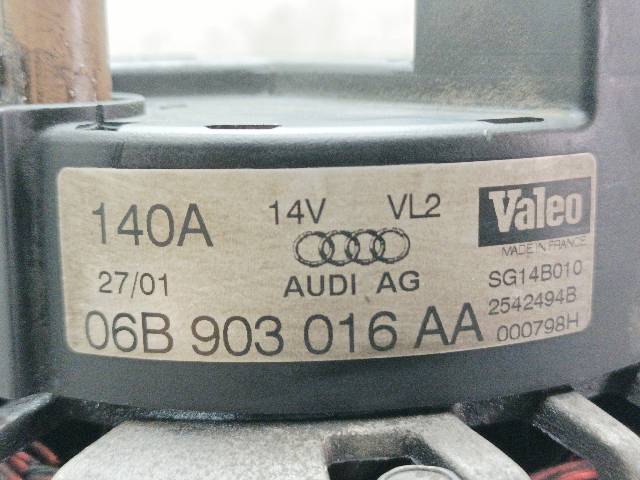 140A 14V VL2 Valeo
MADE IN FRANCE
27/01 AUDI AG SG14B010
2542494B
06B 903 016 AA 000798H